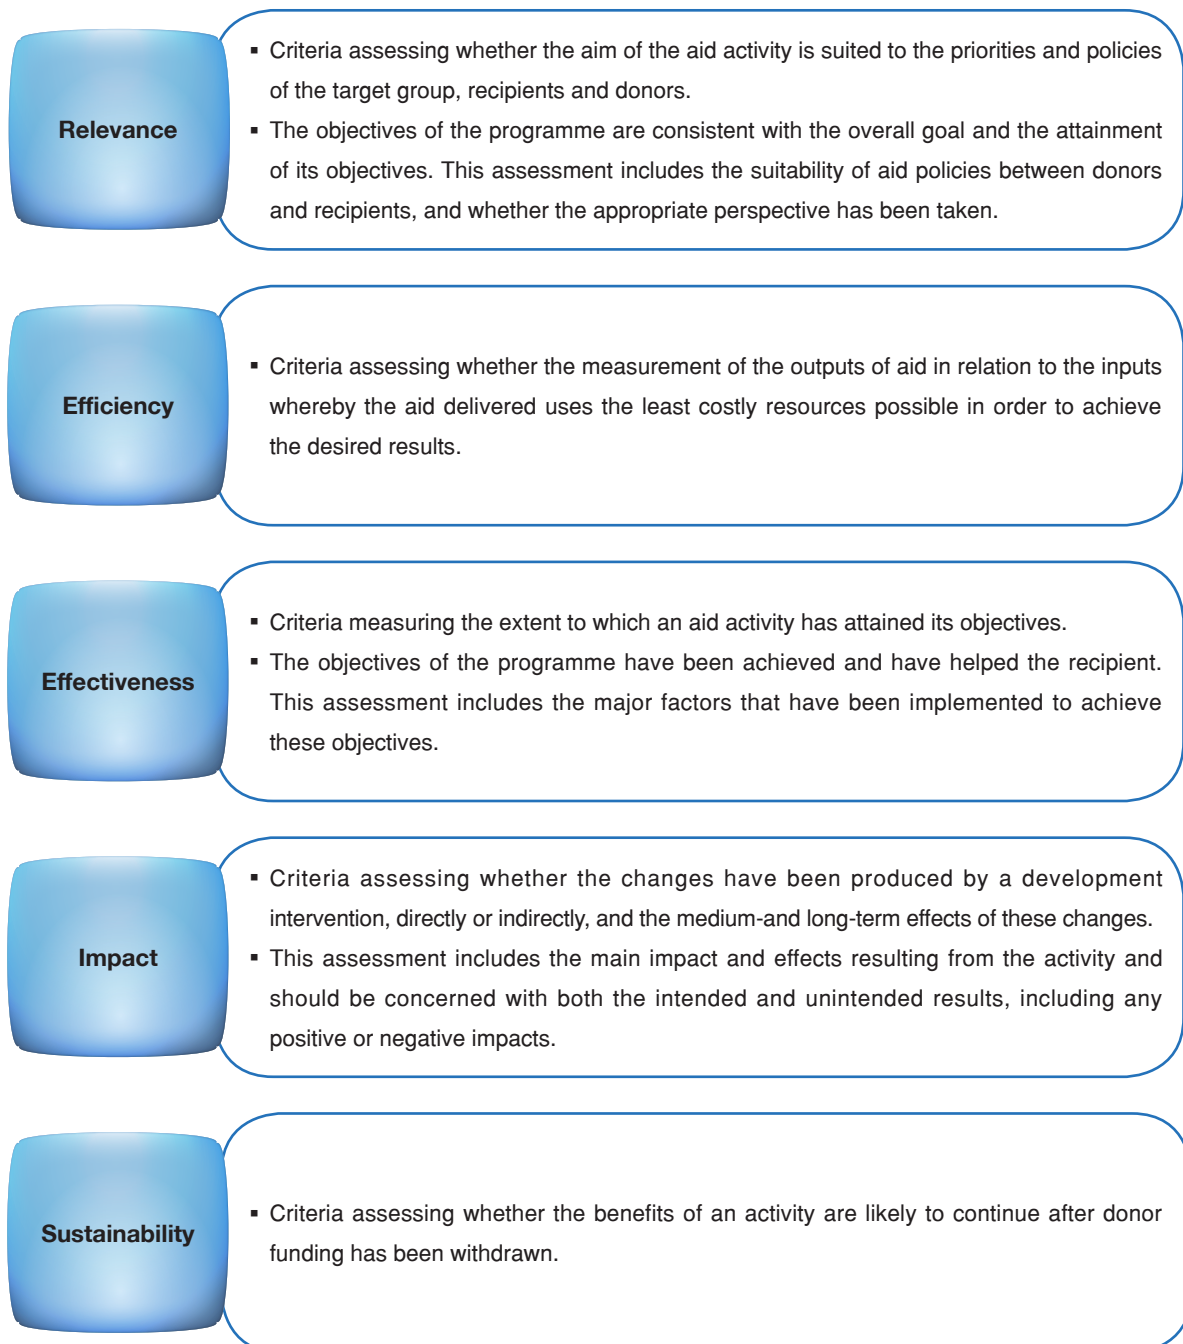 Relevance
▪ Criteria assessing whether the aim of the aid activity is suited to the priorities and policies
of the target group, recipients and donors.
▪ The objectives of the programme are consistent with the overall goal and the attainment
of its objectives. This assessment includes the suitability of aid policies between donors
and recipients, and whether the appropriate perspective has been taken.
Efficiency
▪ Criteria assessing whether the measurement of the outputs of aid in relation to the inputs
whereby the aid delivered uses the least costly resources possible in order to achieve
the desired results.
Effectiveness
▪ Criteria measuring the extent to which an aid activity has attained its objectives.
▪ The objectives of the programme have been achieved and have helped the recipient.
This assessment includes the major factors that have been implemented to achieve
these objectives.
Impact
▪ Criteria assessing whether the changes have been produced by a development
intervention, directly or indirectly, and the medium-and long-term effects of these changes.
▪ This assessment includes the main impact and effects resulting from the activity and
should be concerned with both the intended and unintended results, including any
positive or negative impacts.
Sustainability
▪ Criteria assessing whether the benefits of an activity are likely to continue after donor
funding has been withdrawn.